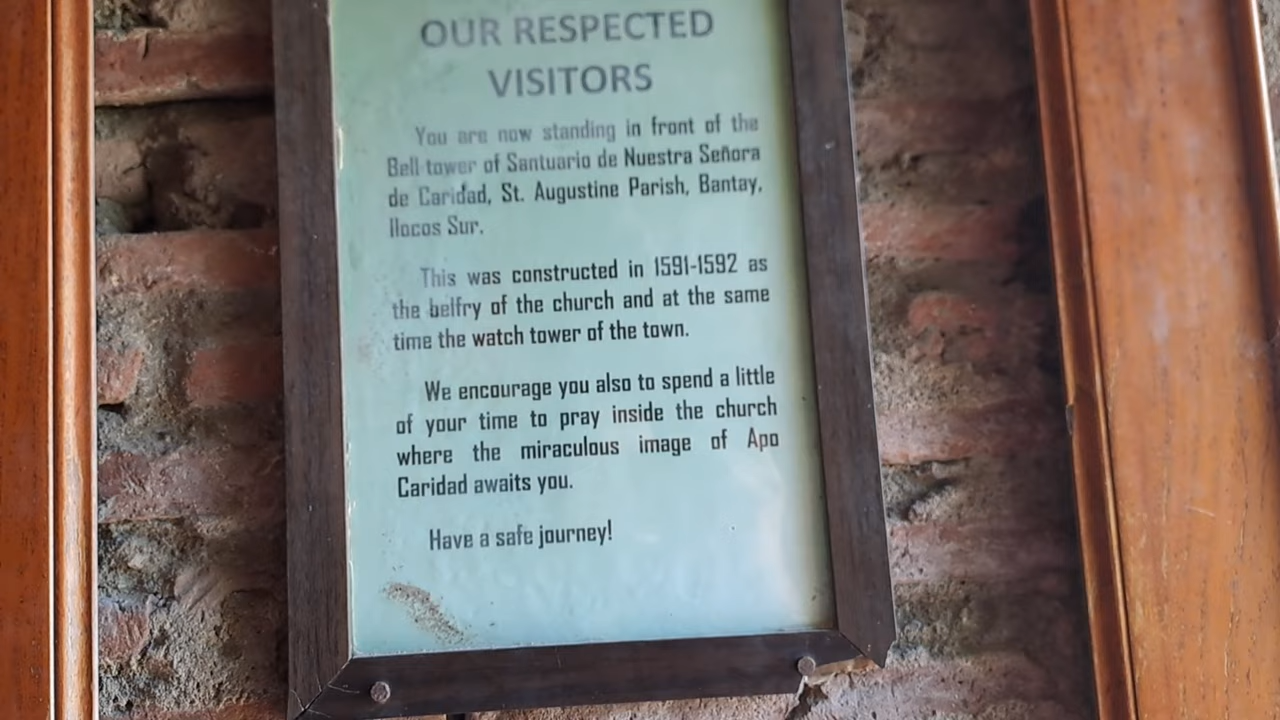 OUR RESPECTED
VISITORS
You are now standing in front of the
Bell tower of Santuario de Nuestra Señora
de Caridad, St. Augustine Parish, Bantay,
Ilocos Sur.
This was constructed in 1591-1592 as
the belfry of the church and at the same
time the watch tower of the town.
We encourage you also to spend a little
of your time to pray inside the church
where the miraculous image of Apo
Caridad awaits you.
Have a safe journey!